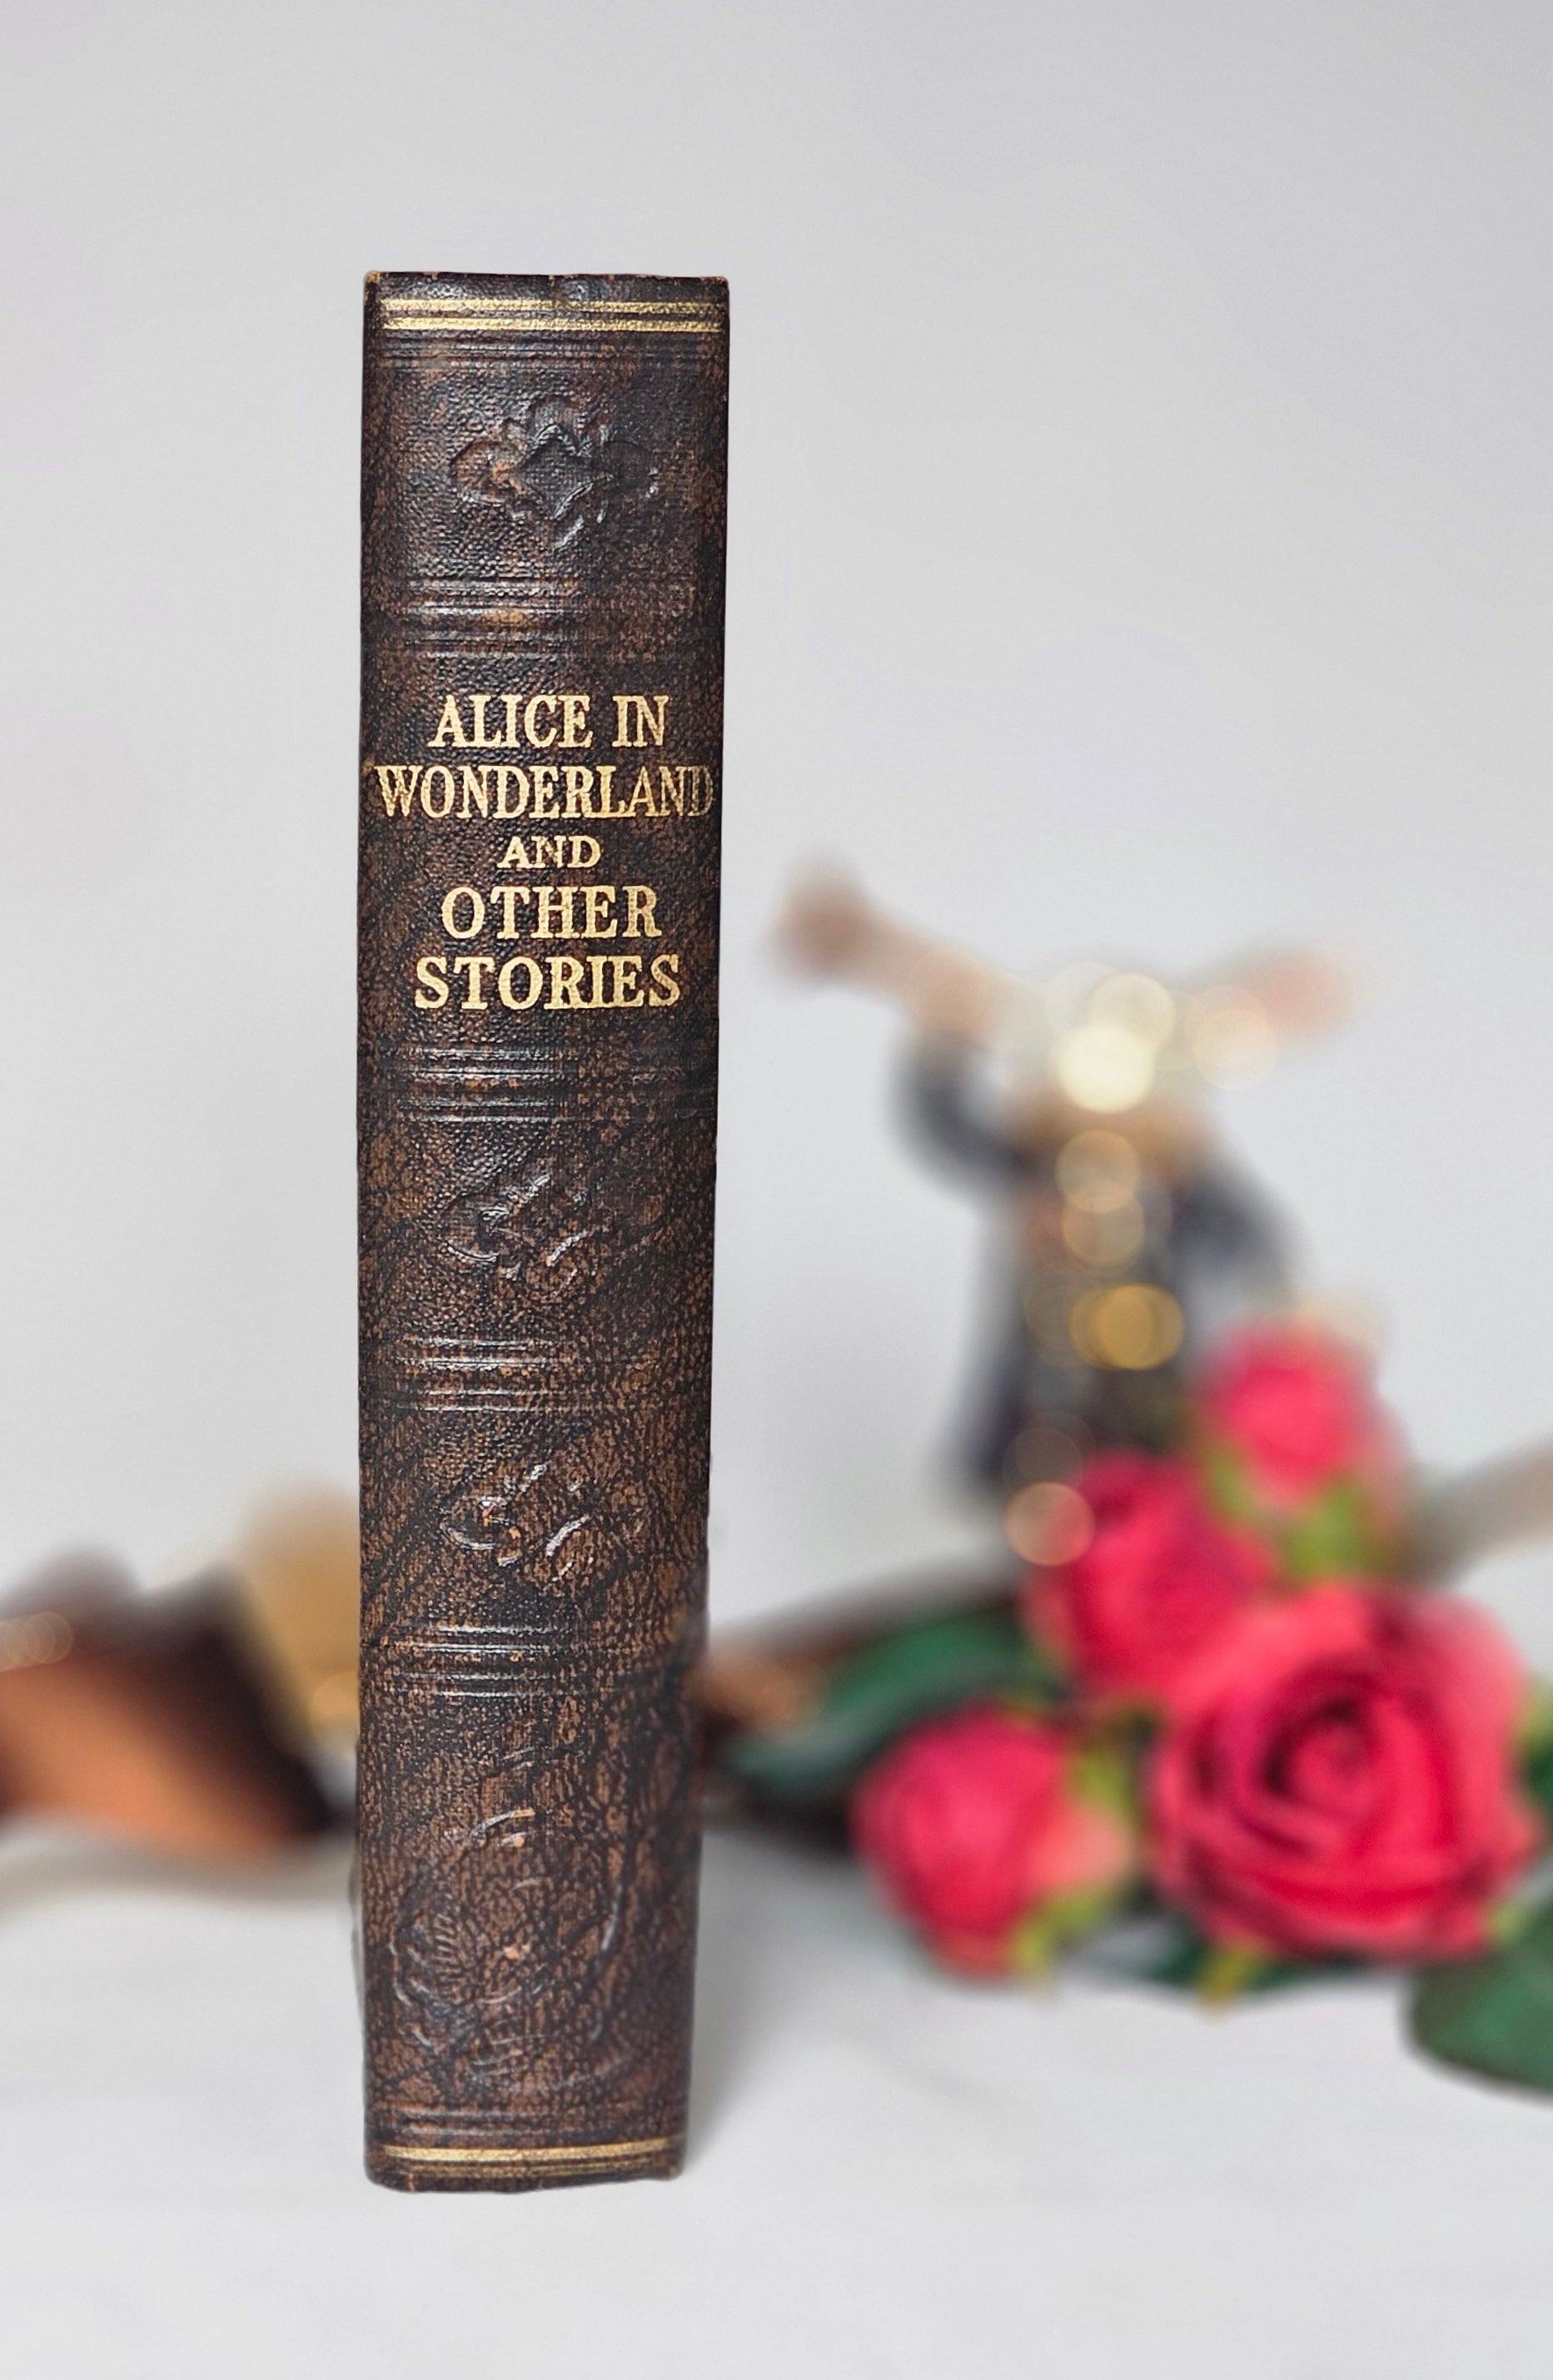 ALICE IN
WONDERLAND
AND
OTHER
STORIES